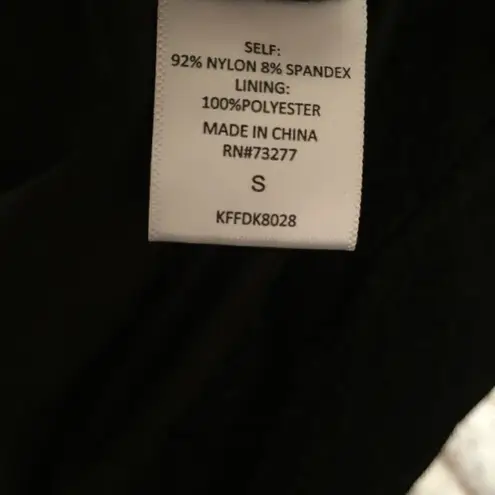 SELF:
92% NYLON 8% SPANDEX
LINING:
100%POLYESTER
MADE IN CHINA
RN#73277
S
KFFDK8028